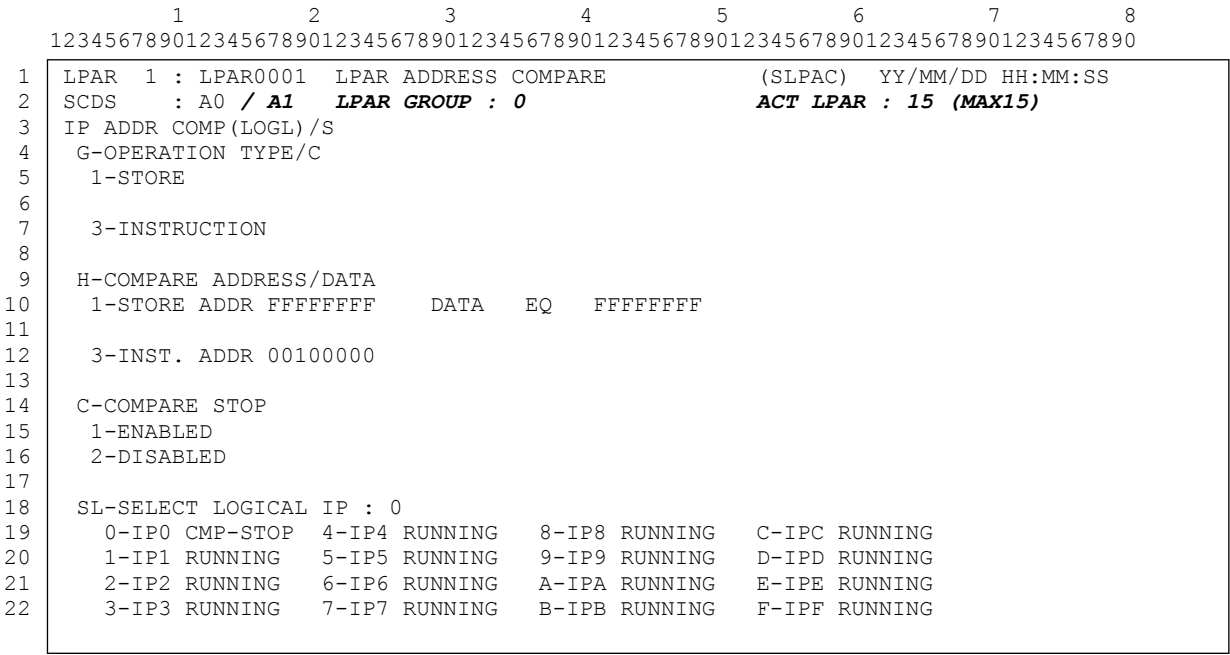 1 2 3 4 5 6 7 8
12345678901234567890123456789012345678901234567890123456789012345678901234567890
1 LPAR 1 : LPAR0001 LPAR ADDRESS COMPARE (SLPAC) YY/MM/DD HH:MM:SS
2 SCDS : A0 / A1 LPAR GROUP : 0 ACT LPAR : 15 (MAX15)
3 IP ADDR COMP(LOGL)/S
4 G-OPERATION TYPE/C
5 1-STORE
6
7 3-INSTRUCTION
8
9 H-COMPARE ADDRESS/DATA
10 1-STORE ADDR FFFFFFFF DATA EQ FFFFFFFF
11
12 3-INST. ADDR 00100000
13
14 C-COMPARE STOP
15 1-ENABLED
16 2-DISABLED
17
18 SL-SELECT LOGICAL IP : 0
19 0-IP0 CMP-STOP 4-IP4 RUNNING 8-IP8 RUNNING C-IPC RUNNING
20 1-IP1 RUNNING 5-IP5 RUNNING 9-IP9 RUNNING D-IPD RUNNING
21 2-IP2 RUNNING 6-IP6 RUNNING A-IPA RUNNING E-IPE RUNNING
22 3-IP3 RUNNING 7-IP7 RUNNING B-IPB RUNNING F-IPF RUNNING